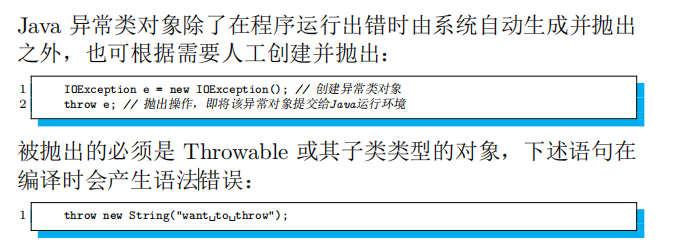 Java 异常类对象除了在程序运行出错时由系统自动生成并抛出
之外，也可根据需要人工创建并抛出：
1 IOException e = new IOException(); // 创建异常类对象
2 throw e; // 抛出操作，即将该异常对象提交给Java运行环境
被抛出的必须是 Throwable 或其子类类型的对象，下述语句在
编译时会产生语法错误：
1 throw new String("want␣to␣throw");